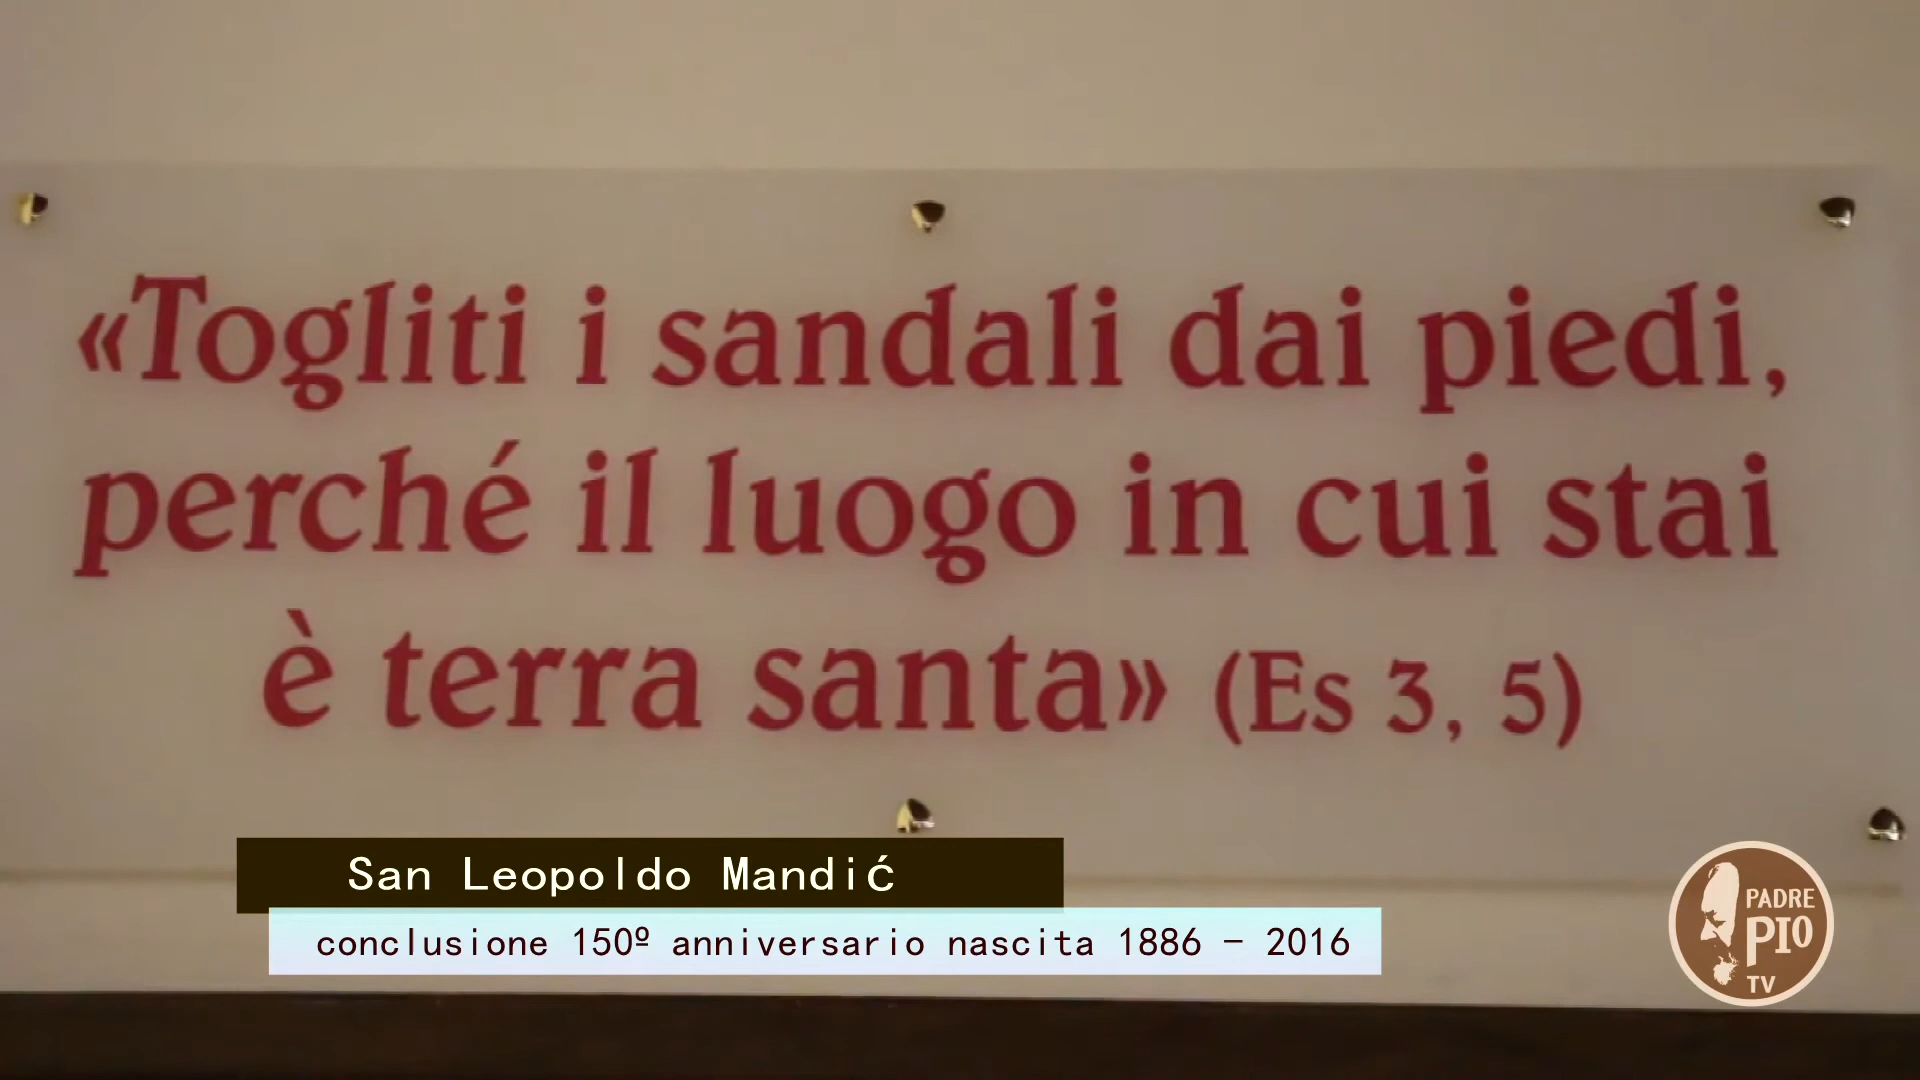 «Togliti i sandali dai piedi,
perché il luogo in cui stai
è terra santa» (Es 3, 5)
San Leopoldo Mandić
conclusione 150º anniversario nascita 1886 – 2016
PADRE
PIO
TV